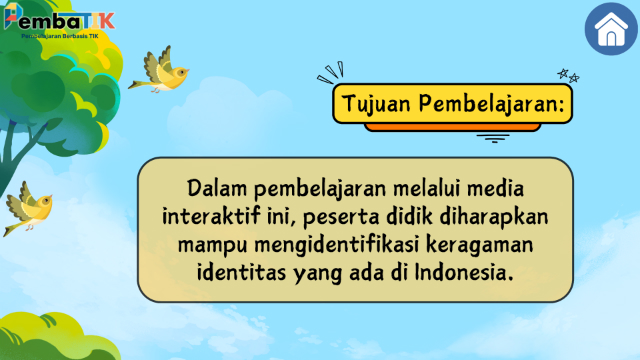 PembaTIK
Pembelajaran Berbasis TIK
Tujuan Pembelajaran:
Dalam pembelajaran melalui media
interaktif ini, peserta didik diharapkan
mampu mengidentifikasi keragaman
identitas yang ada di Indonesia.